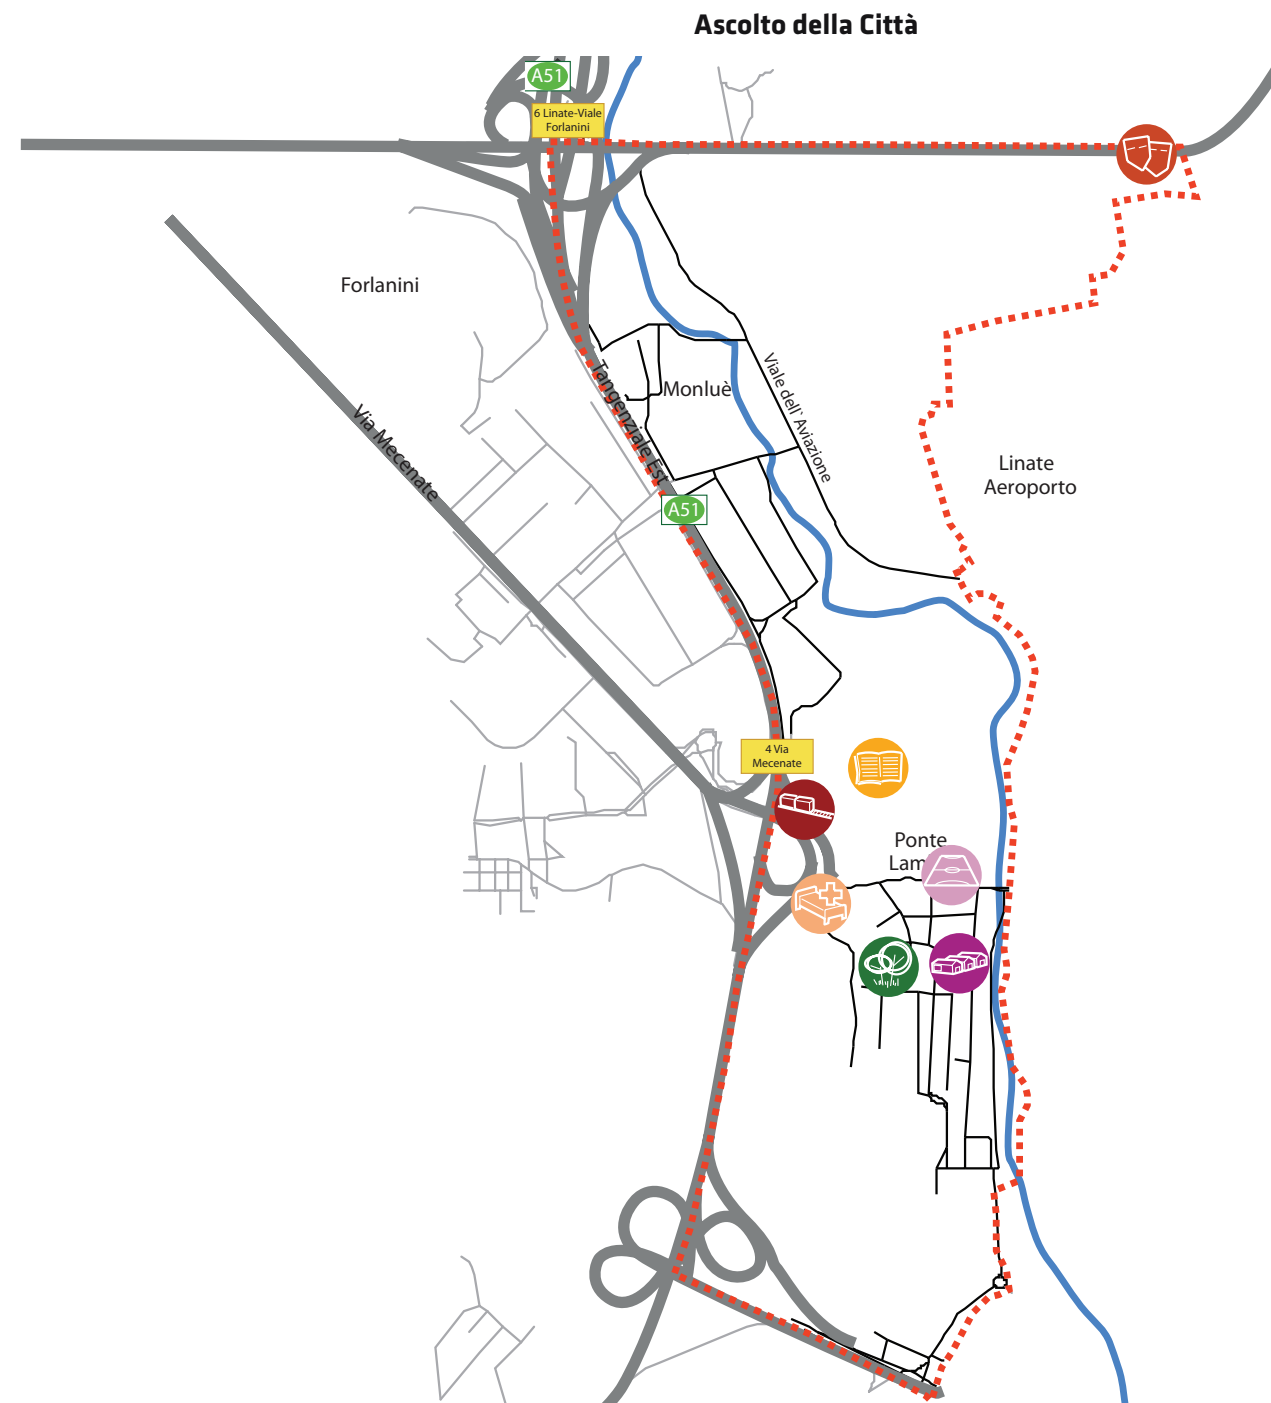 Ascolto della Città
A51
6 Linate-Viale
Forlanini
Forlanini
Tangenziale Est
Monluè
Viale dell`Aviazione
Via Mecenate
Linate
Aeroporto
A51
4 Via
Mecenate
Ponte